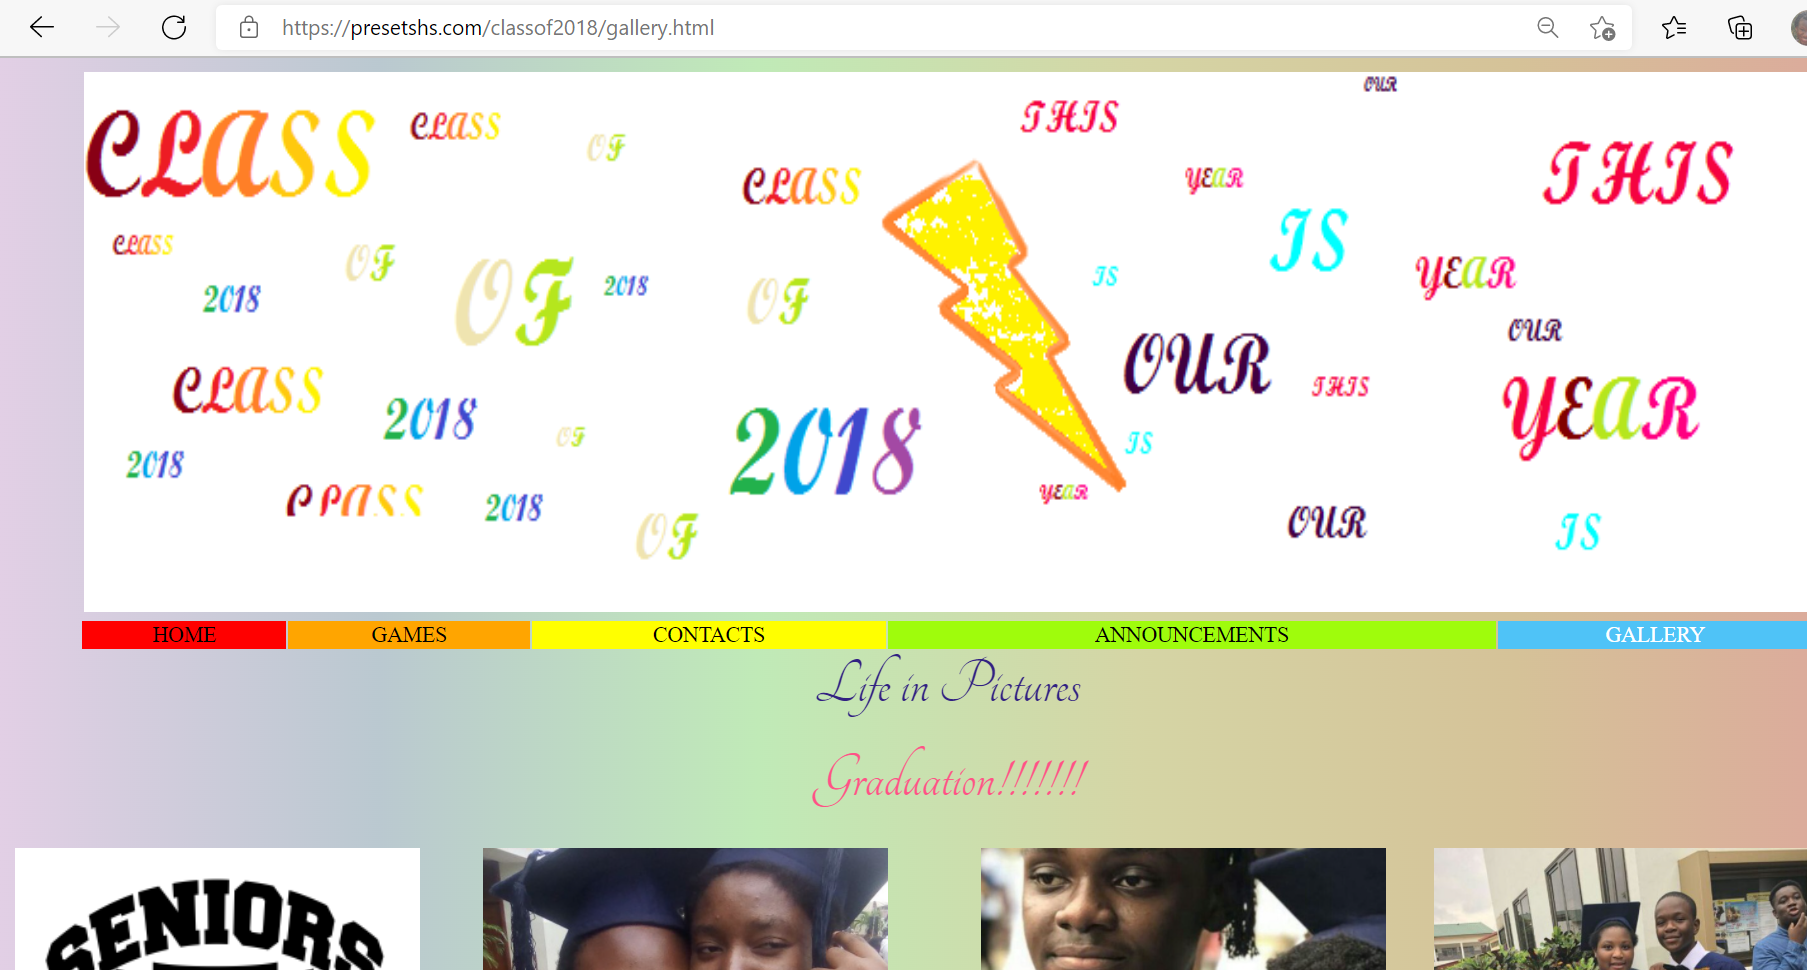 https://presetshs.com/classof2018/gallery.html
OUR
CLASS
CLASS
OF
THIS
THIS
CLASS
YEAR
IS
CLASS
OF
OF
2018
2018
OF
IS
YEAR
OUR
OUR
CLASS
2018
OF
2018
THIS
YEAR
IS
2018
CLASS
2018
OF
YEAR
OUR
IS
HOME
GAMES
CONTACTS
ANNOUNCEMENTS
GALLERY
Life in Pictures
Graduation!!!!!!!
SENIORS